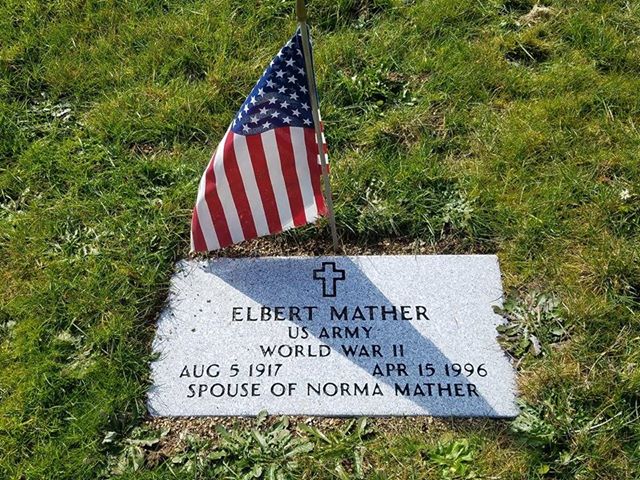 ELBERT MATHER
US ARMY
WORLD WAR II
AUG 5 1917 APR 15 1996
SPOUSE OF NORMA MATHER